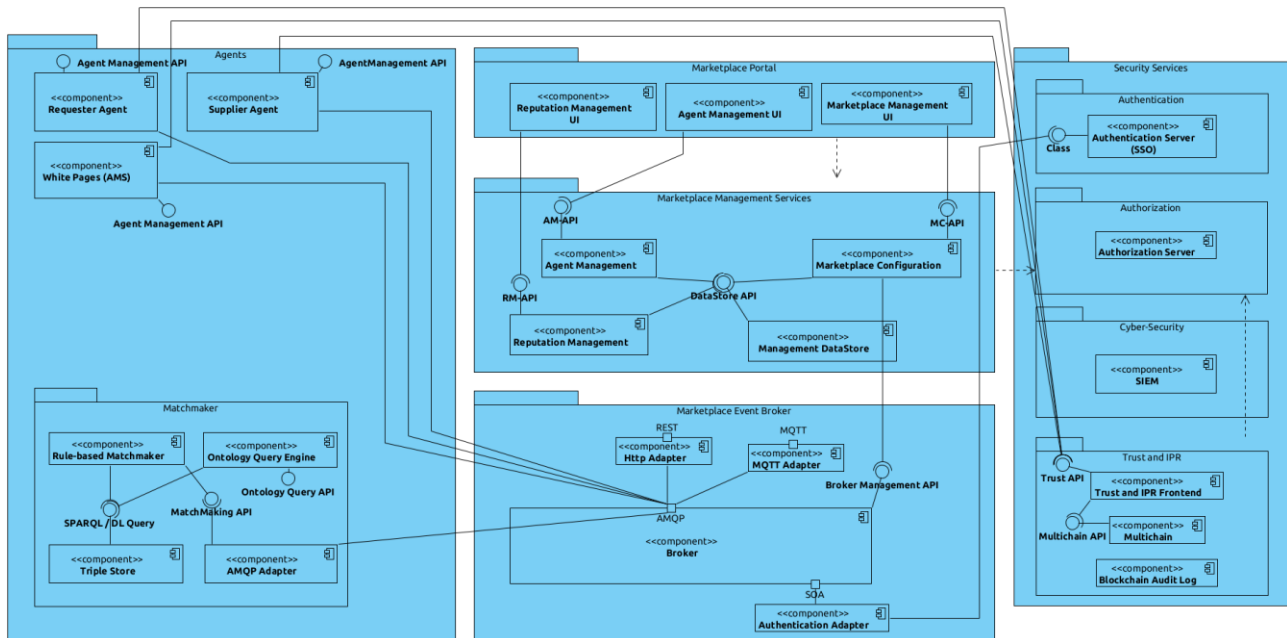 Agents
Agent Management API
<<component>>
Requester Agent
AgentManagement API
<<component>>
Supplier Agent
<<component>>
White Pages (AMS)
Agent Management API
Matchmaker
<<component>>
Rule-based Matchmaker
<<component>>
Ontology Query Engine
Ontology Query API
SPARQL / DL Query
MatchMaking API
<<component>>
Triple Store
<<component>>
AMQP Adapter
Marketplace Portal
<<component>>
Reputation Management
UI
<<component>>
Agent Management UI
<<component>>
Marketplace Management
UI
Marketplace Management Services
AM-API
MC-API
<<component>>
Agent Management
<<component>>
Marketplace Configuration
RM-API
DataStore API
<<component>>
Reputation Management
<<component>>
Management DataStore
Marketplace Event Broker
REST
<<component>>
Http Adapter
MQTT
<<component>>
MQTT Adapter
Broker Management API
AMQP
<<component>>
Broker
SOA
<<component>>
Authentication Adapter
Security Services
Authentication
Class
<<component>>
Authentication Server
(SSO)
Authorization
<<component>>
Authorization Server
Cyber-Security
<<component>>
SIEM
Trust and IPR
Trust API
<<component>>
Trust and IPR Frontend
Multichain API
<<component>>
Multichain
<<component>>
Blockchain Audit Log